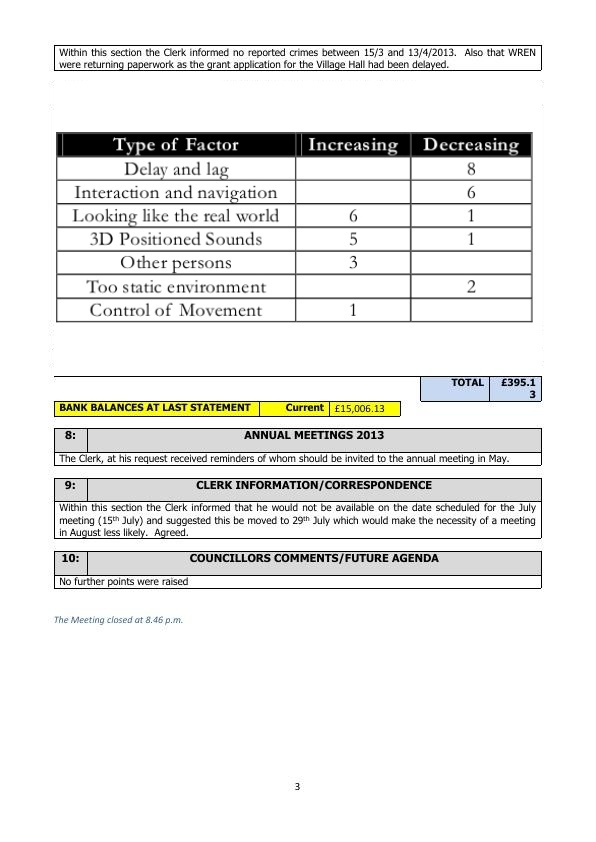 Within this section the Clerk informed no reported crimes between 15/3 and 13/4/2013. Also that WREN
were returning paperwork as the grant application for the Village Hall had been delayed.
Type of Factor Increasing Decreasing
Delay and lag 8
Interaction and navigation 6
Looking like the real world 6 1
3D Positioned Sounds 5 1
Other persons 3
Too static environment 2
Control of Movement 1
TOTAL £395.1
3
BANK BALANCES AT LAST STATEMENT Current £15,006.13
8: ANNUAL MEETINGS 2013
The Clerk, at his request received reminders of whom should be invited to the annual meeting in May.
9: CLERK INFORMATION/CORRESPONDENCE
Within this section the Clerk informed that he would not be available on the date scheduled for the July
meeting (15th July) and suggested this be moved to 29th July which would make the necessity of a meeting
in August less likely. Agreed.
10: COUNCILLORS COMMENTS/FUTURE AGENDA
No further points were raised
The Meeting closed at 8.46 p.m.
3